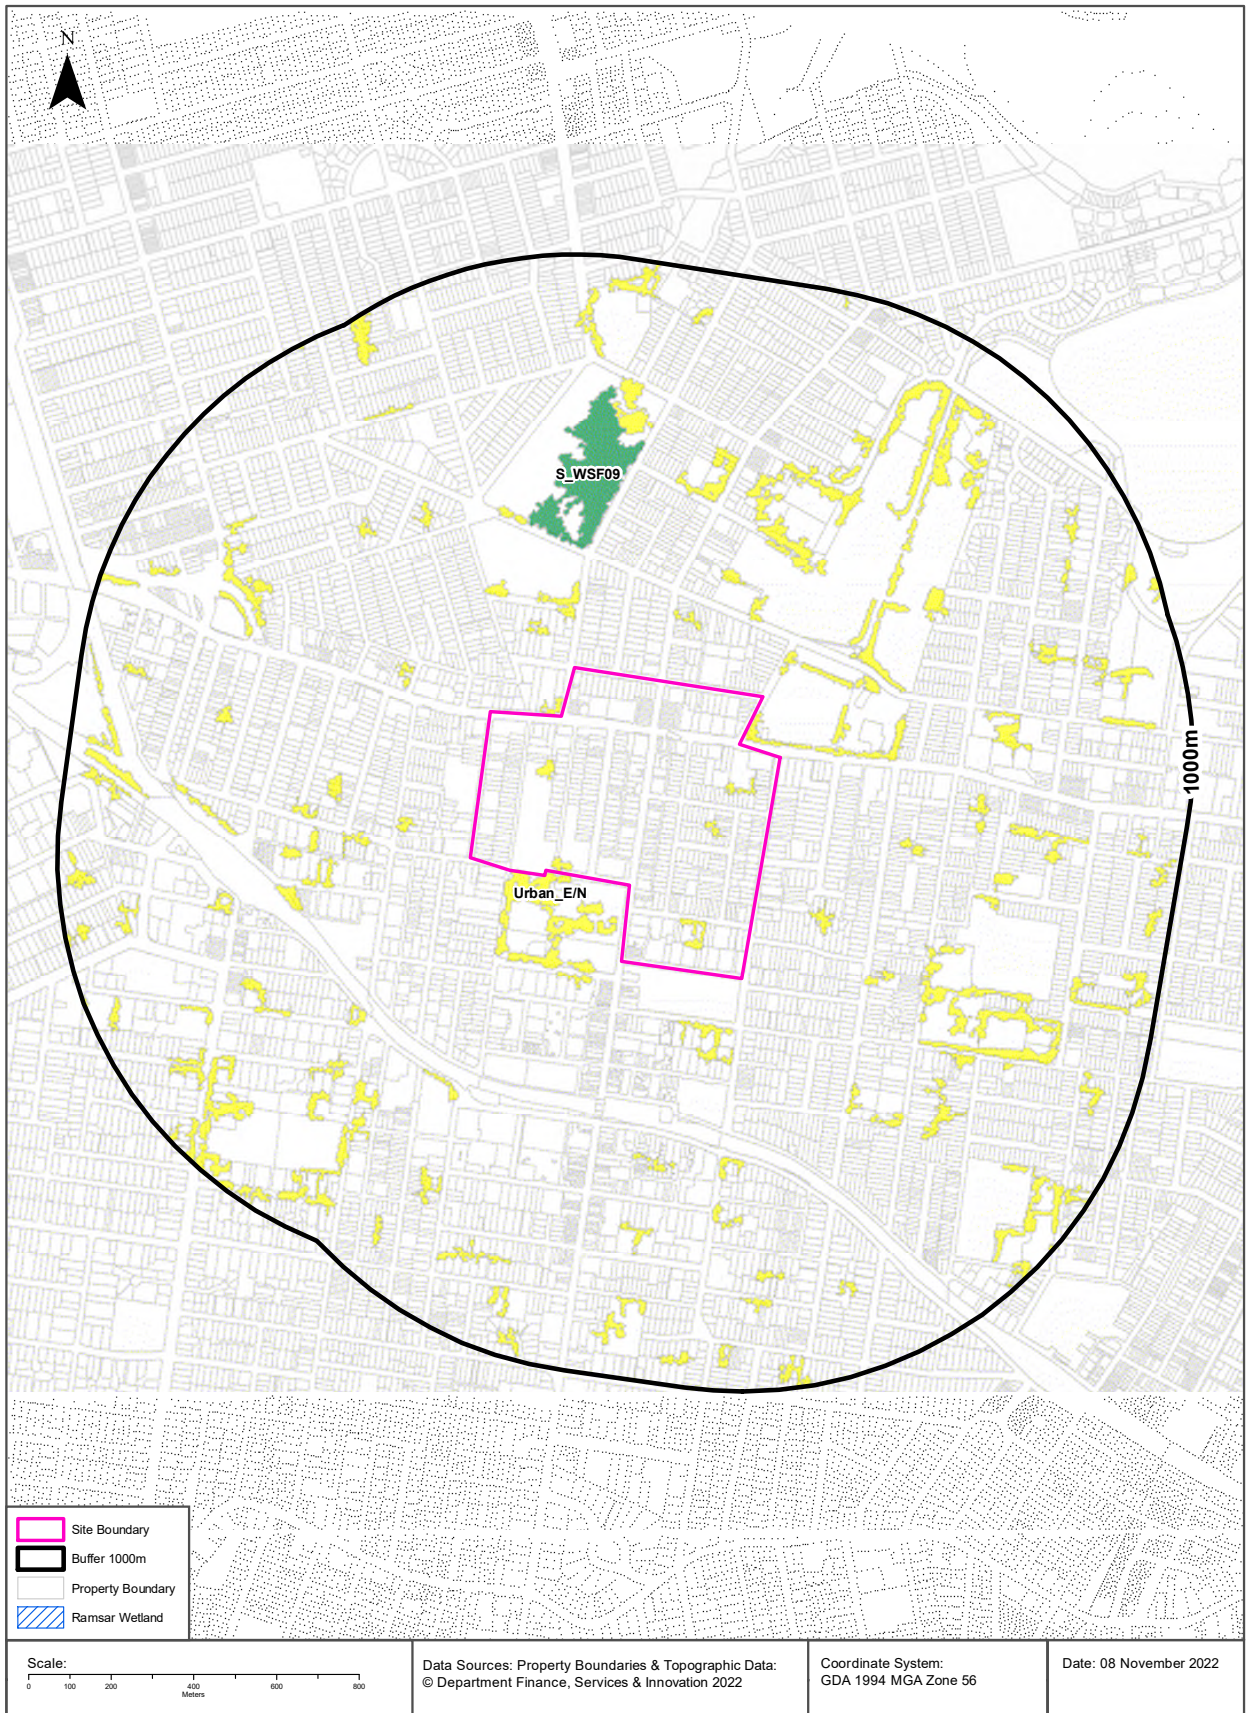 N
S_WSF09
1000m
Urban_E/N
Site Boundary
Buffer 1000m
Property Boundary
Ramsar Wetland
Scale:
0 100 200 400 600 800
Meters
Data Sources: Property Boundaries & Topographic Data:
© Department Finance, Services & Innovation 2022
Coordinate System:
GDA 1994 MGA Zone 56
Date: 08 November 2022